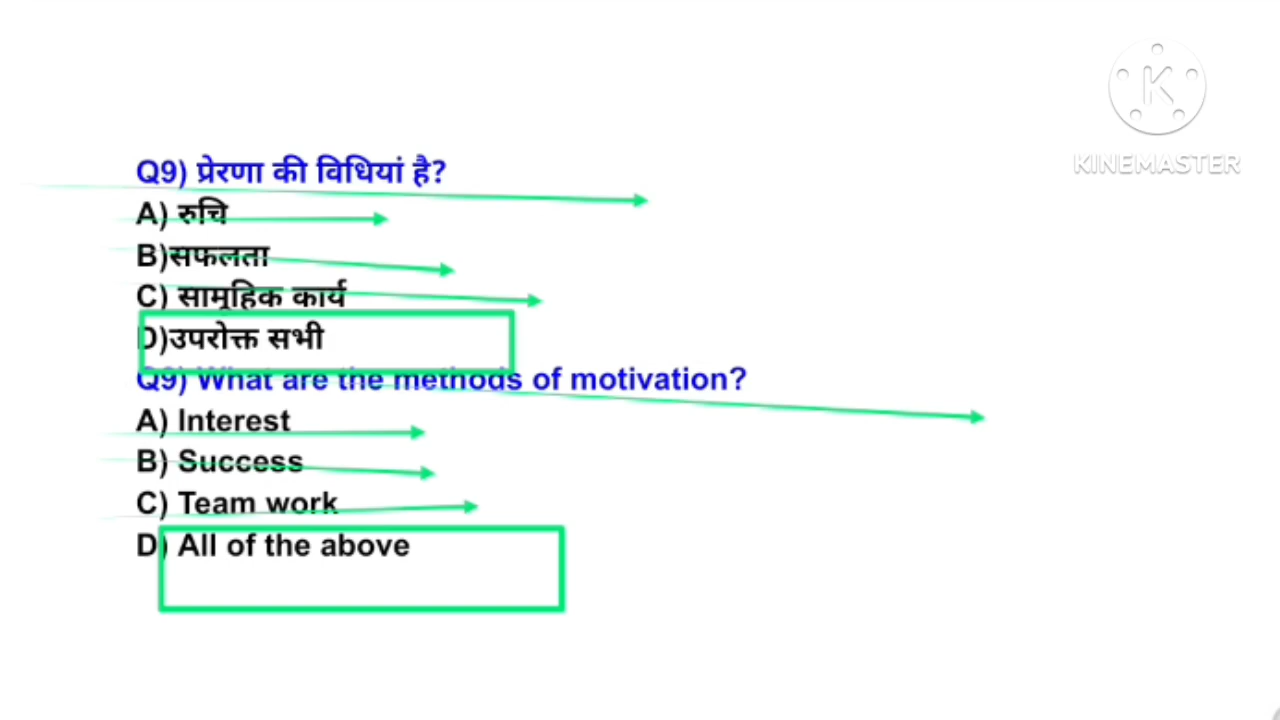 KINEMASTER
Q9) प्रेरणा की विधियां है?
A) रुचि
B)सफलता
C) सामूहिक कार्य
D)उपरोक्त सभी
Q9) What are the methods of motivation?
A) Interest
B) Success
C) Team work
D) All of the above